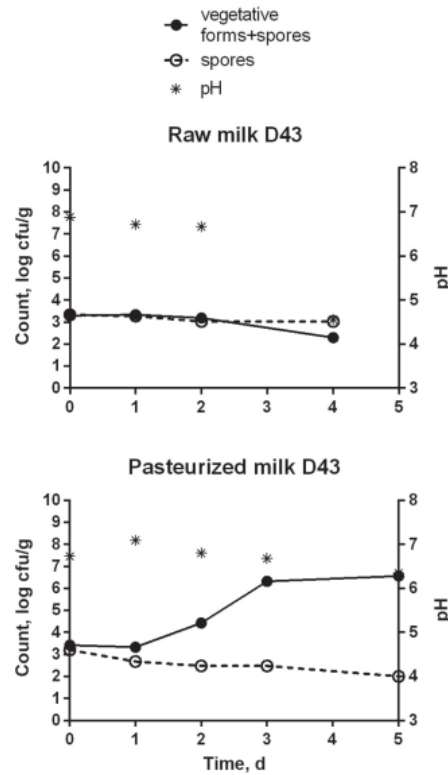 vegetative
forms+spores
spores
pH
Raw milk D43
Count, log cfu/g
10
9
8
7
6
5
4
3
2
1
0
8
7
6
5
4
3
pH
0 1 2 3 4 5
Pasteurized milk D43
Count, log cfu/g
10
9
8
7
6
5
4
3
2
1
0
8
7
6
5
4
3
pH
0 1 2 3 4 5
Time, d